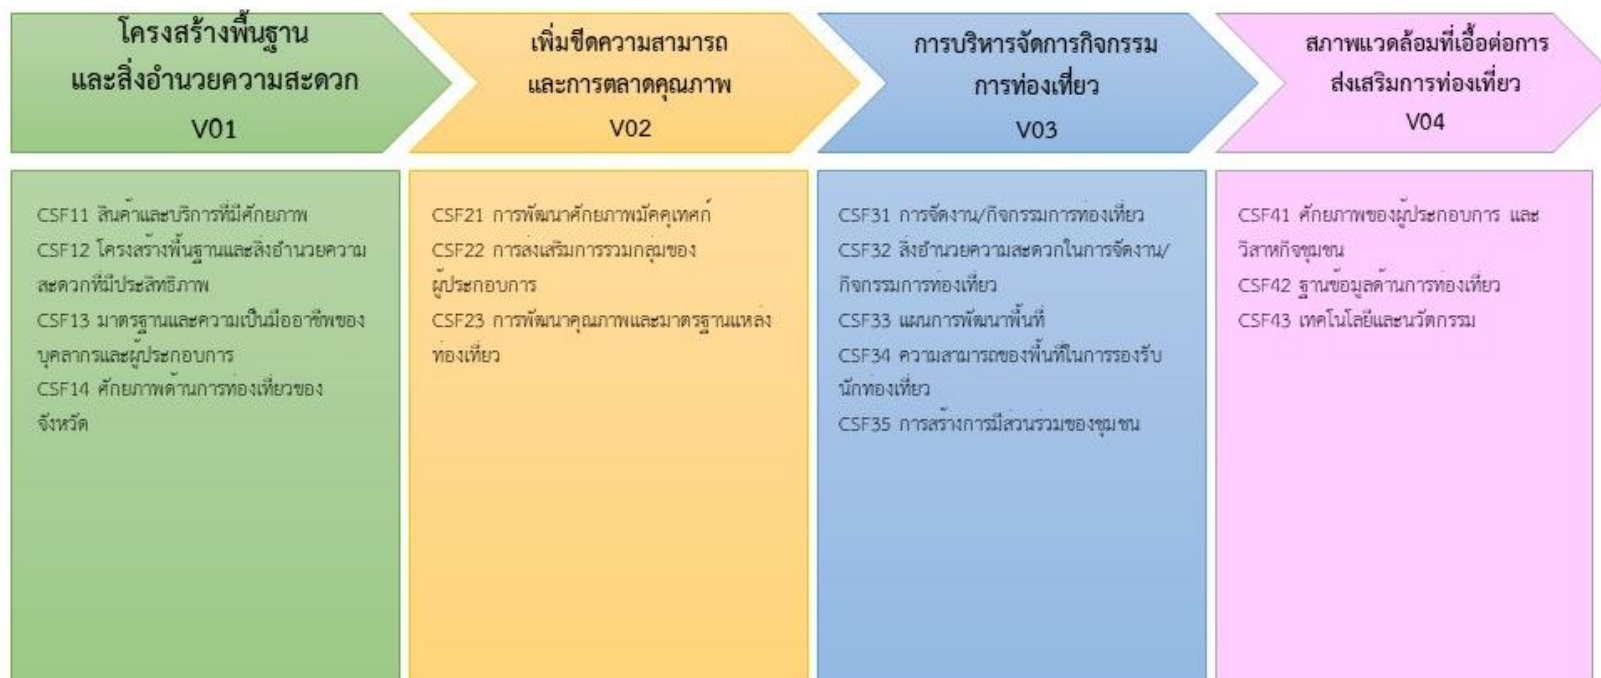 โครงสร้างพื้นฐาน
และสิ่งอำนวยความสะดวก
V01
เพิ่มขีดความสามารถ
และการตลาดคุณภาพ
V02
การบริหารจัดการกิจกรรม
การท่องเที่ยว
V03
สภาพแวดล้อมที่เอื้อต่อการ
ส่งเสริมการท่องเที่ยว
V04
CSF11 สินค้าและบริการที่มีศักยภาพ
CSF12 โครงสร้างพื้นฐานและสิ่งอำนวยความ
สะดวกที่มีประสิทธิภาพ
CSF13 มาตรฐานและความเป็นมืออาชีพของ
บุคลากรและผู้ประกอบการ
CSF14 ศักยภาพด้านการท่องเที่ยวของ
จังหวัด
CSF21 การพัฒนาศักยภาพมัคคุเทศก์
CSF22 การส่งเสริมการรวมกลุ่มของ
ผู้ประกอบการ
CSF23 การพัฒนาคุณภาพและมาตรฐานแหล่ง
ท่องเที่ยว
CSF31 การจัดงาน/กิจกรรมการท่องเที่ยว
CSF32 สิ่งอำนวยความสะดวกในการจัดงาน/
กิจกรรมการท่องเที่ยว
CSF33 แผนการพัฒนาพื้นที่
CSF34 ความสามารถของพื้นที่ในการรองรับ
นักท่องเที่ยว
CSF35 การสร้างการมีส่วนร่วมของชุมชน
CSF41 ศักยภาพของผู้ประกอบการ และ
วิสาหกิจชุมชน
CSF42 ฐานข้อมูลด้านการท่องเที่ยว
CSF43 เทคโนโลยีและนวัตกรรม